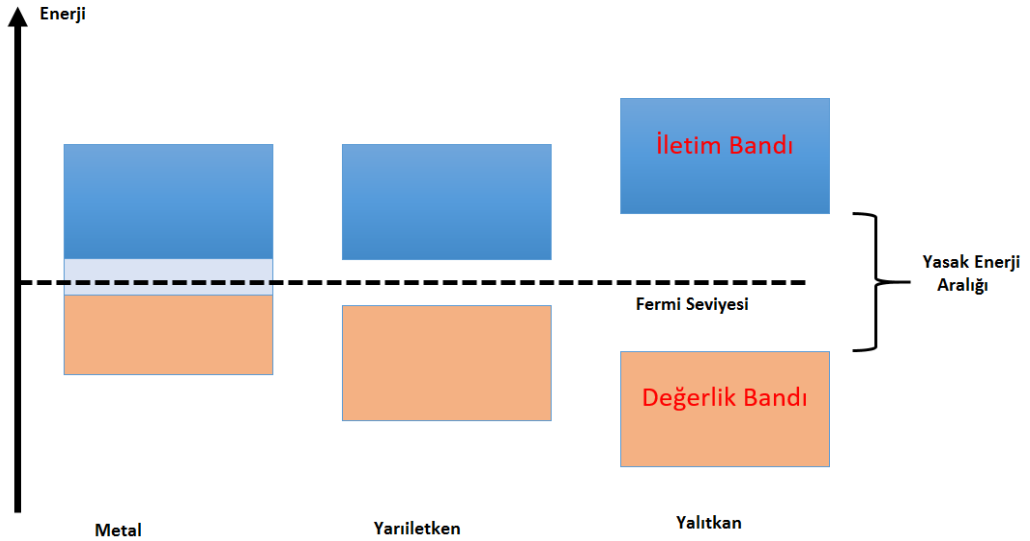 Enerji
İletim Bandı
Yasak Enerji
Aralığı
Fermi Seviyesi
Değerlik Bandı
Metal
Yarıiletken
Yalıtkan